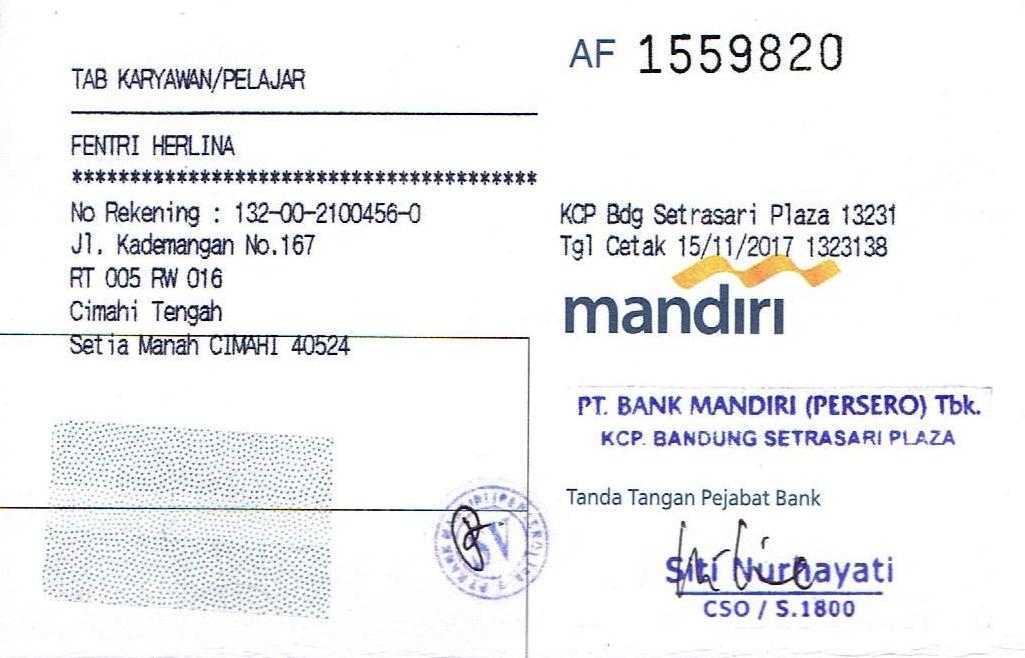 AF 1559820
TAB KARYAWAN/PELAJAR
FENTRI HERLINA
****************************************
No Rekening : 132-00-2100456-0
Jl. Kademangan No.167
RT 005 RW 016
Cimahi Tengah
Setia Manah CIMAHI 40524
KCP Bdg Setrasari Plaza 13231
Tgl Cetak 15/11/2017 1323138
mandiri
PT. BANK MANDIRI (PERSERO) Tbk.
KCP. BANDUNG SETRASARI PLAZA
Tanda Tangan Pejabat Bank
SV
Siti Nurhayati
CSO / S.1800